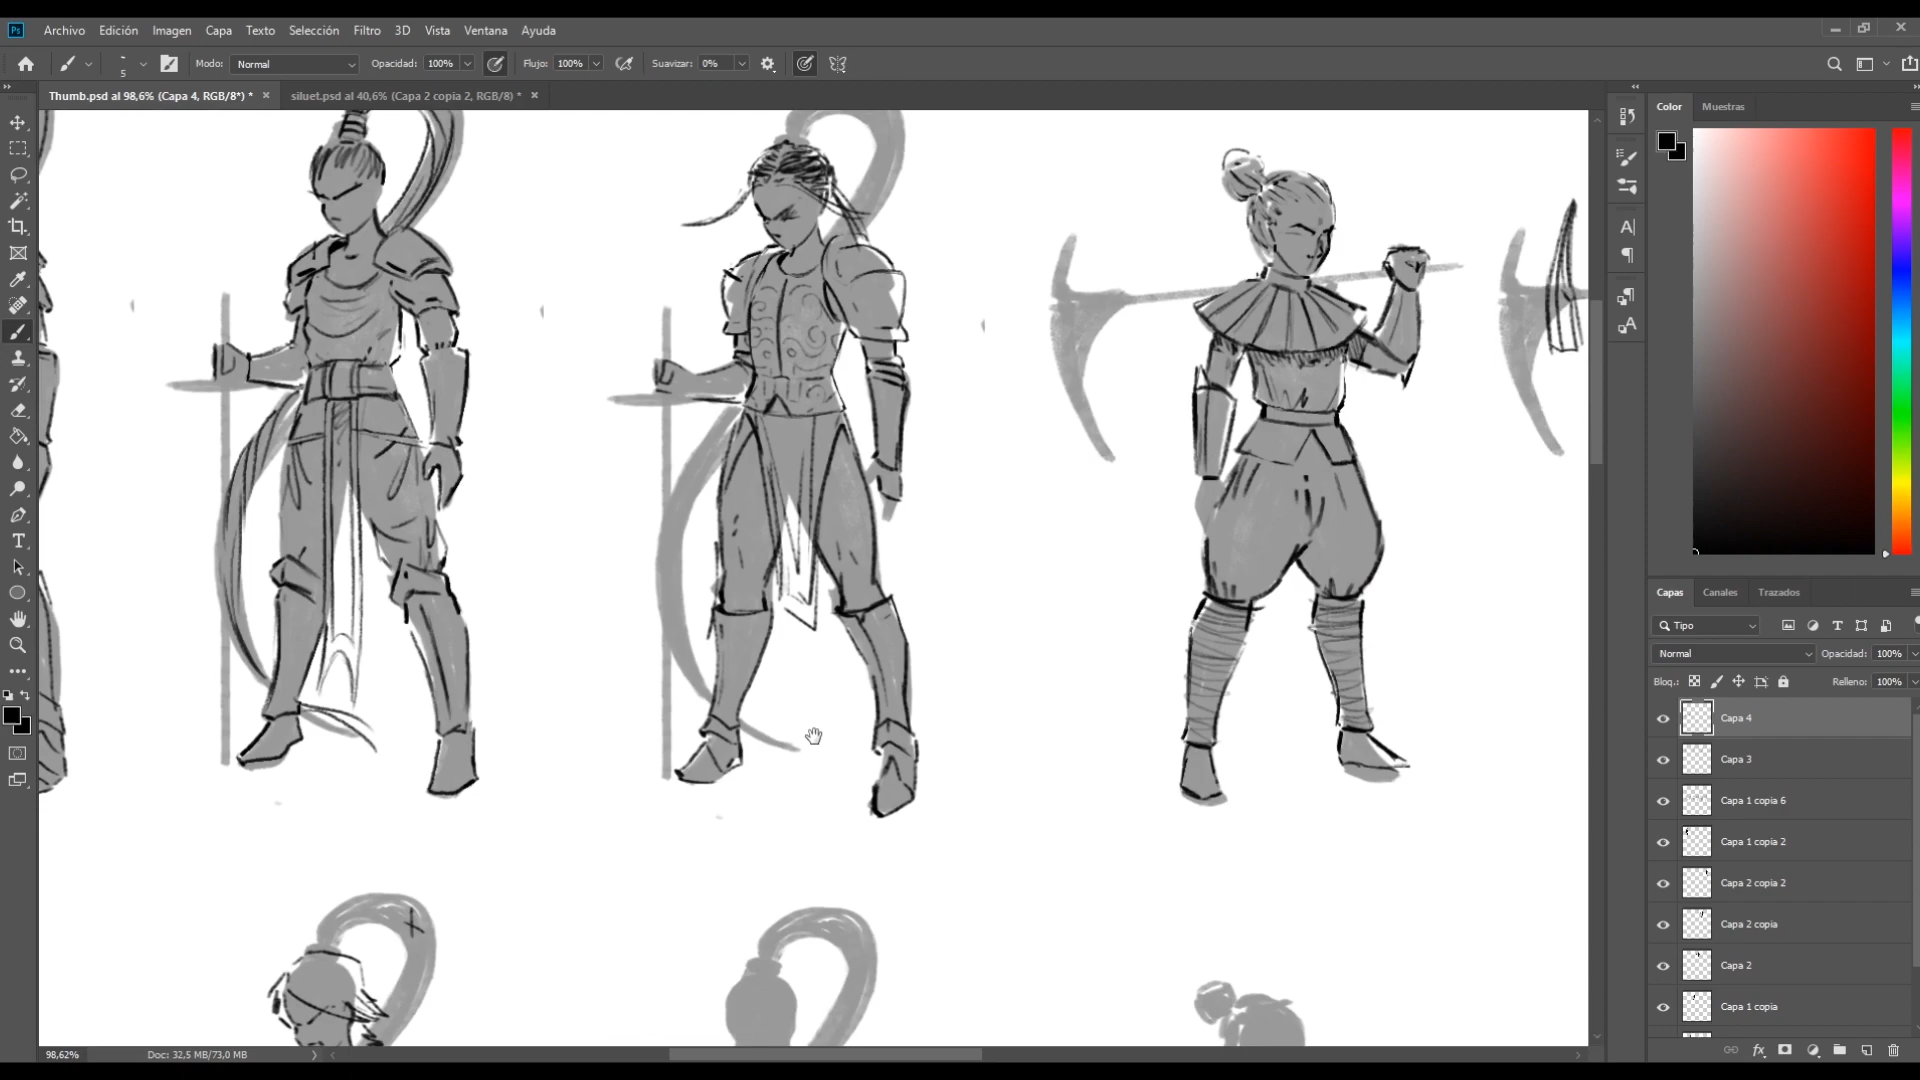 Ps Archivo Edición Imagen Capa Texto Selección Filtro 3D Vista Ventana Ayuda
5 Modo: Normal Opacidad: 100% Flujo: 100% Suavizar: 0%
Thumb.psd al 98,6% (Capa 4, RGB/8*) * siluet.psd al 40,6% (Capa 2 copia 2, RGB/8) *
Color Muestras
Capas Canales Trazados
Tipo
Normal Opacidad: 100%
Bloq.: Relleno: 100%
Capa 4
Capa 3
Capa 1 copia 6
Capa 1 copia 2
Capa 2 copia 2
Capa 2 copia
Capa 2
Capa 1 copia
98,62% Doc: 32,5 MB/73,0 MB